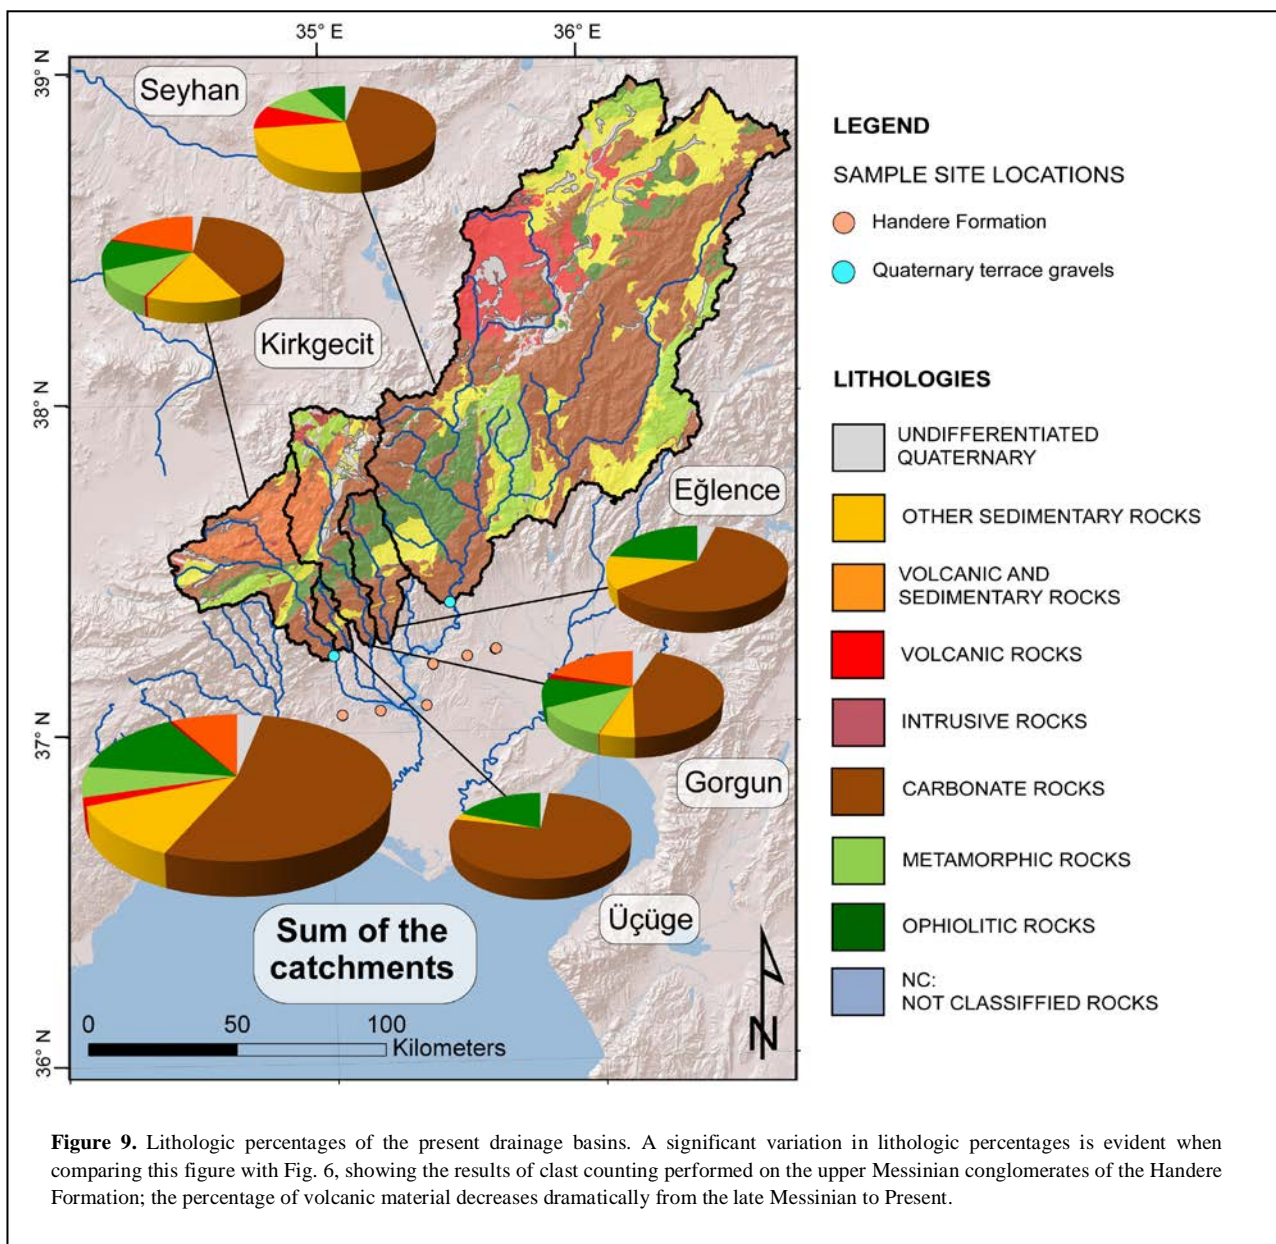 35° E
36° E
39° N
38° N
37° N
36° N
Seyhan
Kirkgecit
Eğlence
Gorgun
Üçüge
Sum of the
catchments
0
50
100
Kilometers
N
LEGEND
SAMPLE SITE LOCATIONS
Handere Formation
Quaternary terrace gravels
LITHOLOGIES
UNDIFFERENTIATED
QUATERNARY
OTHER SEDIMENTARY ROCKS
VOLCANIC AND
SEDIMENTARY ROCKS
VOLCANIC ROCKS
INTRUSIVE ROCKS
CARBONATE ROCKS
METAMORPHIC ROCKS
OPHIOLITIC ROCKS
NC:
NOT CLASSIFFIED ROCKS
Figure 9. Lithologic percentages of the present drainage basins. A significant variation in lithologic percentages is evident when
comparing this figure with Fig. 6, showing the results of clast counting performed on the upper Messinian conglomerates of the Handere
Formation; the percentage of volcanic material decreases dramatically from the late Messinian to Present.